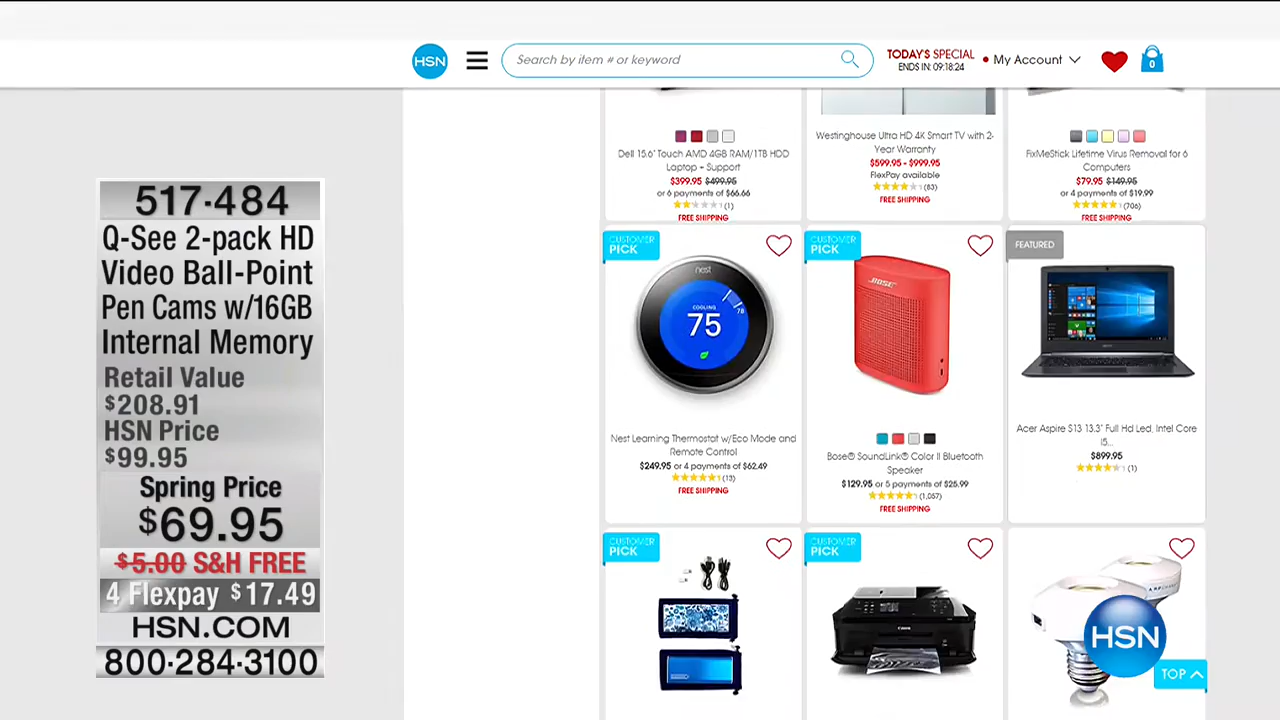 HSN
Search by item # or keyword
TODAY'S SPECIAL
ENDS IN: 09:18:24
My Account
0
517-484
Q-See 2-pack HD
Video Ball-Point
Pen Cams w/16GB
Internal Memory
Retail Value
$208.91
HSN Price
$99.95
Spring Price
$69.95
$5.00 S&H FREE
4 Flexpay $17.49
HSN.COM
800-284-3100
Dell 15.6" Touch AMD 4GB RAM/1TB HDD
Laptop + Support
$399.95 $499.95
or 6 payments of $66.66
(1)
FREE SHIPPING
Westinghouse Ultra HD 4K Smart TV with 2-
Year Warranty
$599.95 - $999.95
FlexPay available
(83)
FREE SHIPPING
FixMeStick Lifetime Virus Removal for 6
Computers
$79.95 $149.95
or 4 payments of $19.99
(706)
FREE SHIPPING
CUSTOMER
PICK
nest
COOLING
75
78
Nest Learning Thermostat w/Eco Mode and
Remote Control
$249.95 or 4 payments of $62.49
(13)
FREE SHIPPING
CUSTOMER
PICK
BOSE
Bose® SoundLink® Color II Bluetooth
Speaker
$129.95 or 5 payments of $25.99
(1,057)
FREE SHIPPING
FEATURED
Acer Aspire S13 13.3" Full Hd Led, Intel Core
I5,..
$899.95
(1)
CUSTOMER
PICK
CUSTOMER
PICK
Canon
HSN
TOP